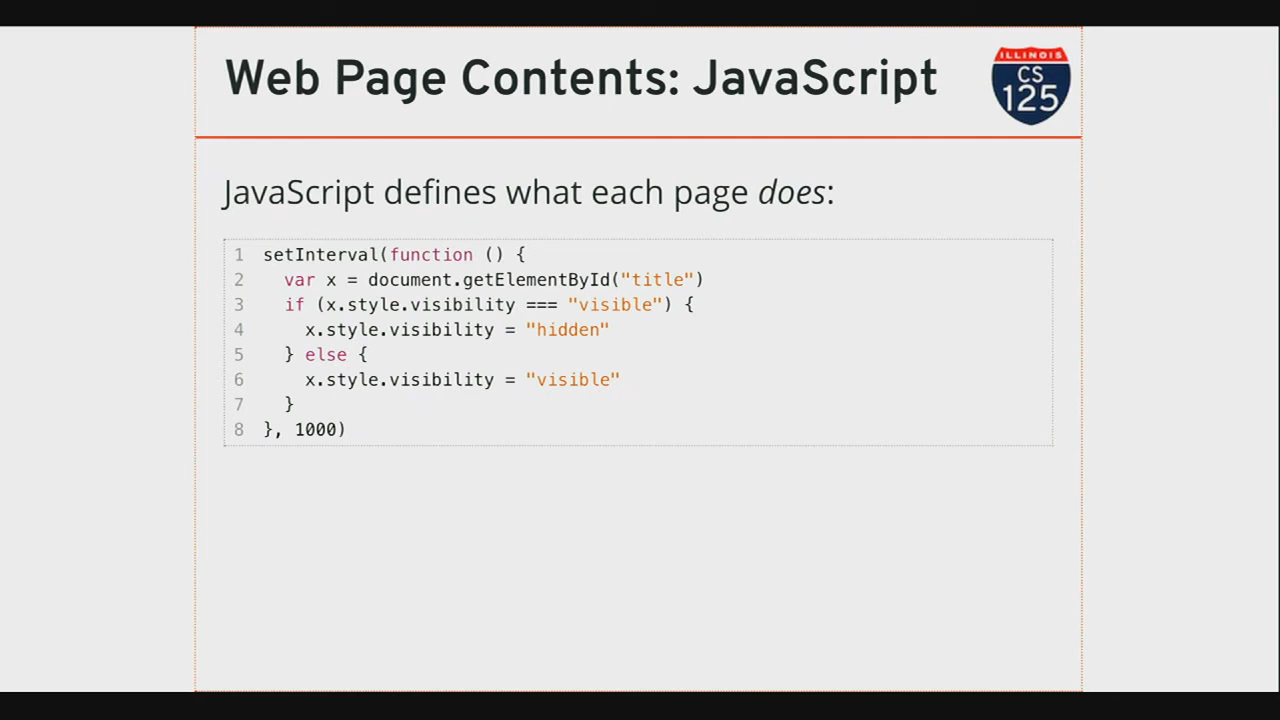 Web Page Contents: JavaScript
ILLINOIS
CS
125
JavaScript defines what each page does:
1 setInterval(function () {
2   var x = document.getElementById("title")
3   if (x.style.visibility === "visible") {
4     x.style.visibility = "hidden"
5   } else {
6     x.style.visibility = "visible"
7   }
8 }, 1000)